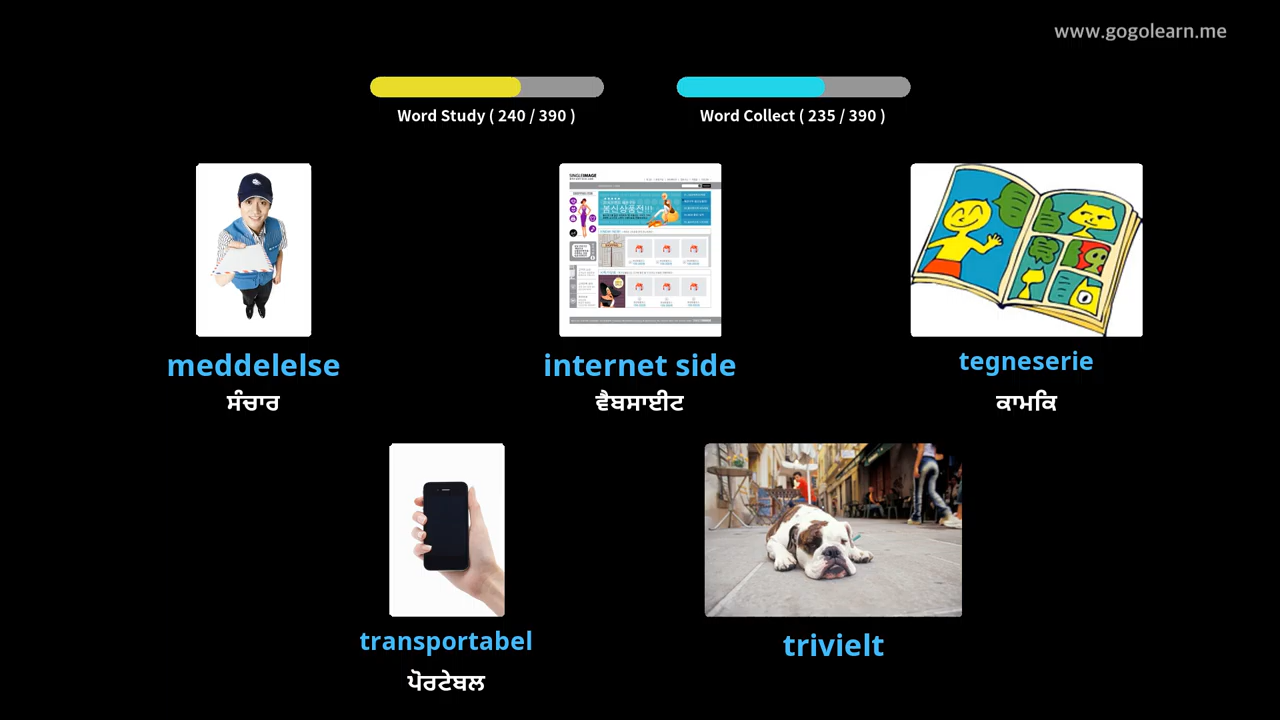 www.gogolearn.me
Word Study ( 240 / 390 )
Word Collect ( 235 / 390 )
meddelelse
ਸੰਚਾਰ
internet side
ਵੈਬਸਾਈਟ
tegneserie
ਕਾਮਕਿ
transportabel
ਪੋਰਟੇਬਲ
trivielt